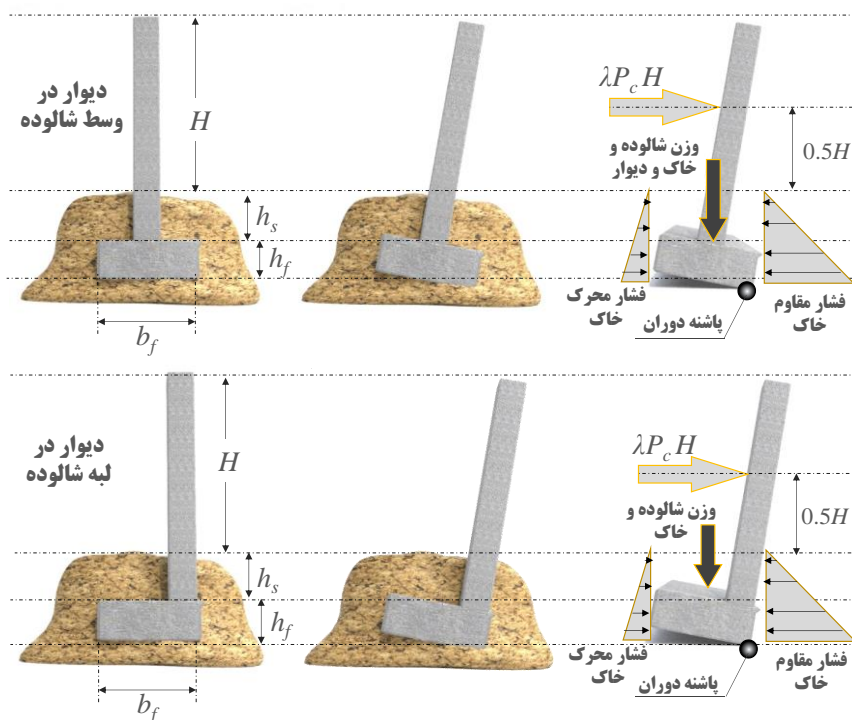 دیوار در
وسط شالوده
H
h_s
h_f
b_f
λP_c H
0.5H
وزن شالوده و
خاک و دیوار
فشار محرک
خاک
پاشنه دوران
فشار مقاوم
خاک
دیوار در
لبه شالوده
H
h_s
h_f
b_f
λP_c H
0.5H
وزن شالوده و
خاک
فشار محرک
خاک
پاشنه دوران
فشار مقاوم
خاک